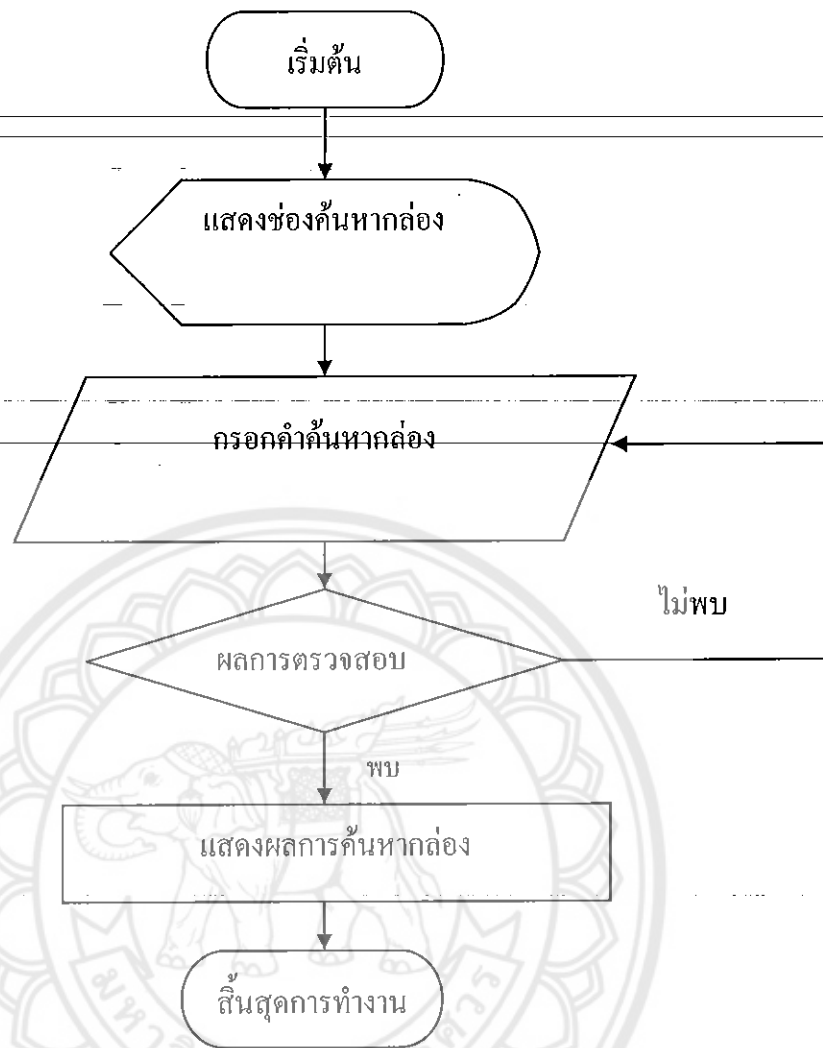 เริ่มต้น
แสดงช่องค้นหากล่อง
กรอกคำค้นหากล่อง
ไม่พบ
ผลการตรวจสอบ
พบ
แสดงผลการค้นหากล่อง
สิ้นสุดการทำงาน